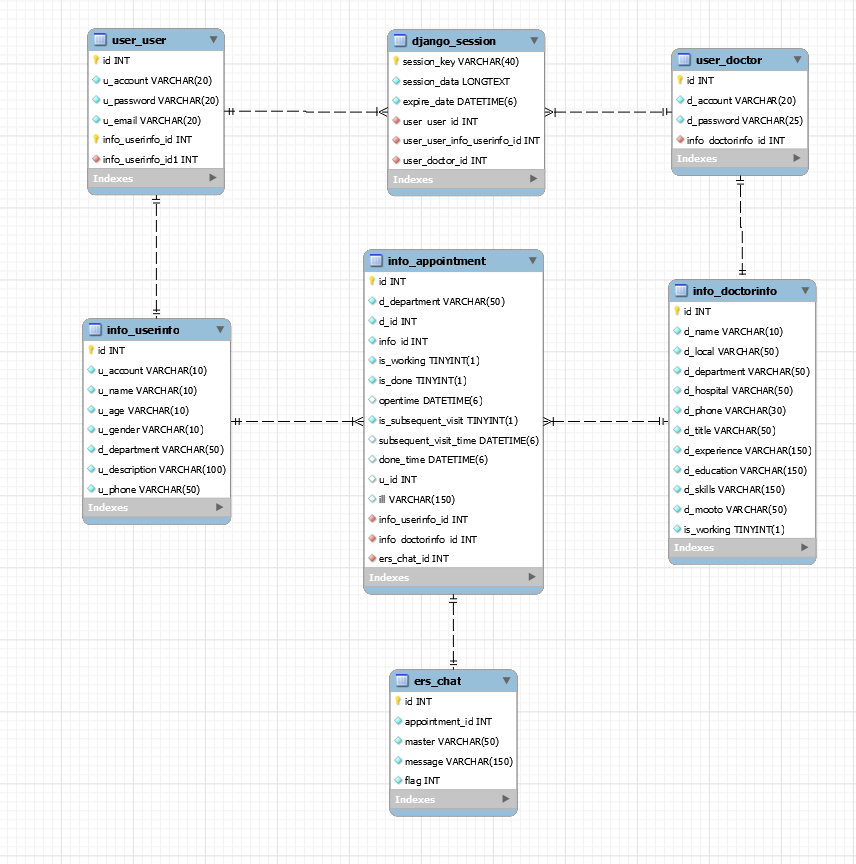 user_user
id INT
u_account VARCHAR(20)
u_password VARCHAR(20)
u_email VARCHAR(20)
info_userinfo_id INT
info_userinfo_id1 INT
Indexes
django_session
session_key VARCHAR(40)
session_data LONGTEXT
expire_date DATETIME(6)
user_user_id INT
user_user_info_userinfo_id INT
user_doctor_id INT
Indexes
user_doctor
id INT
d_account VARCHAR(20)
d_password VARCHAR(25)
info_doctorinfo_id INT
Indexes
info_userinfo
id INT
u_account VARCHAR(10)
u_name VARCHAR(10)
u_age VARCHAR(10)
u_gender VARCHAR(10)
d_department VARCHAR(50)
u_description VARCHAR(100)
u_phone VARCHAR(50)
Indexes
info_appointment
id INT
d_department VARCHAR(50)
d_id INT
info_id INT
is_working TINYINT(1)
is_done TINYINT(1)
opentime DATETIME(6)
is_subsequent_visit TINYINT(1)
subsequent_visit_time DATETIME(6)
done_time DATETIME(6)
u_id INT
ill VARCHAR(150)
info_userinfo_id INT
info_doctorinfo_id INT
ers_chat_id INT
Indexes
info_doctorinfo
id INT
d_name VARCHAR(10)
d_local VARCHAR(50)
d_department VARCHAR(50)
d_hospital VARCHAR(50)
d_phone VARCHAR(30)
d_title VARCHAR(50)
d_experience VARCHAR(150)
d_education VARCHAR(150)
d_skills VARCHAR(150)
d_mooto VARCHAR(50)
is_working TINYINT(1)
Indexes
ers_chat
id INT
appointment_id INT
master VARCHAR(50)
message VARCHAR(150)
flag INT
Indexes